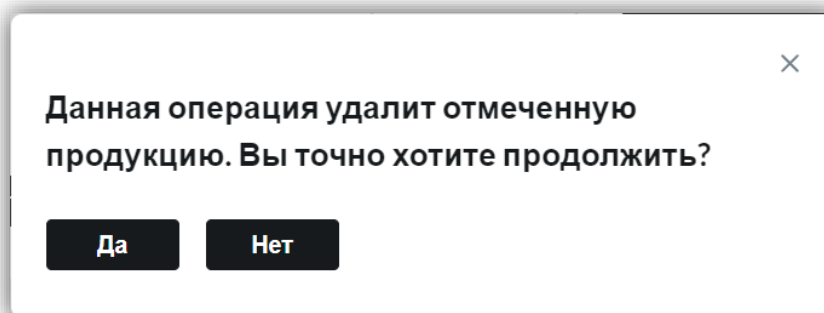 Данная операция удалит отмеченную
продукцию. Вы точно хотите продолжить?
Да
Нет